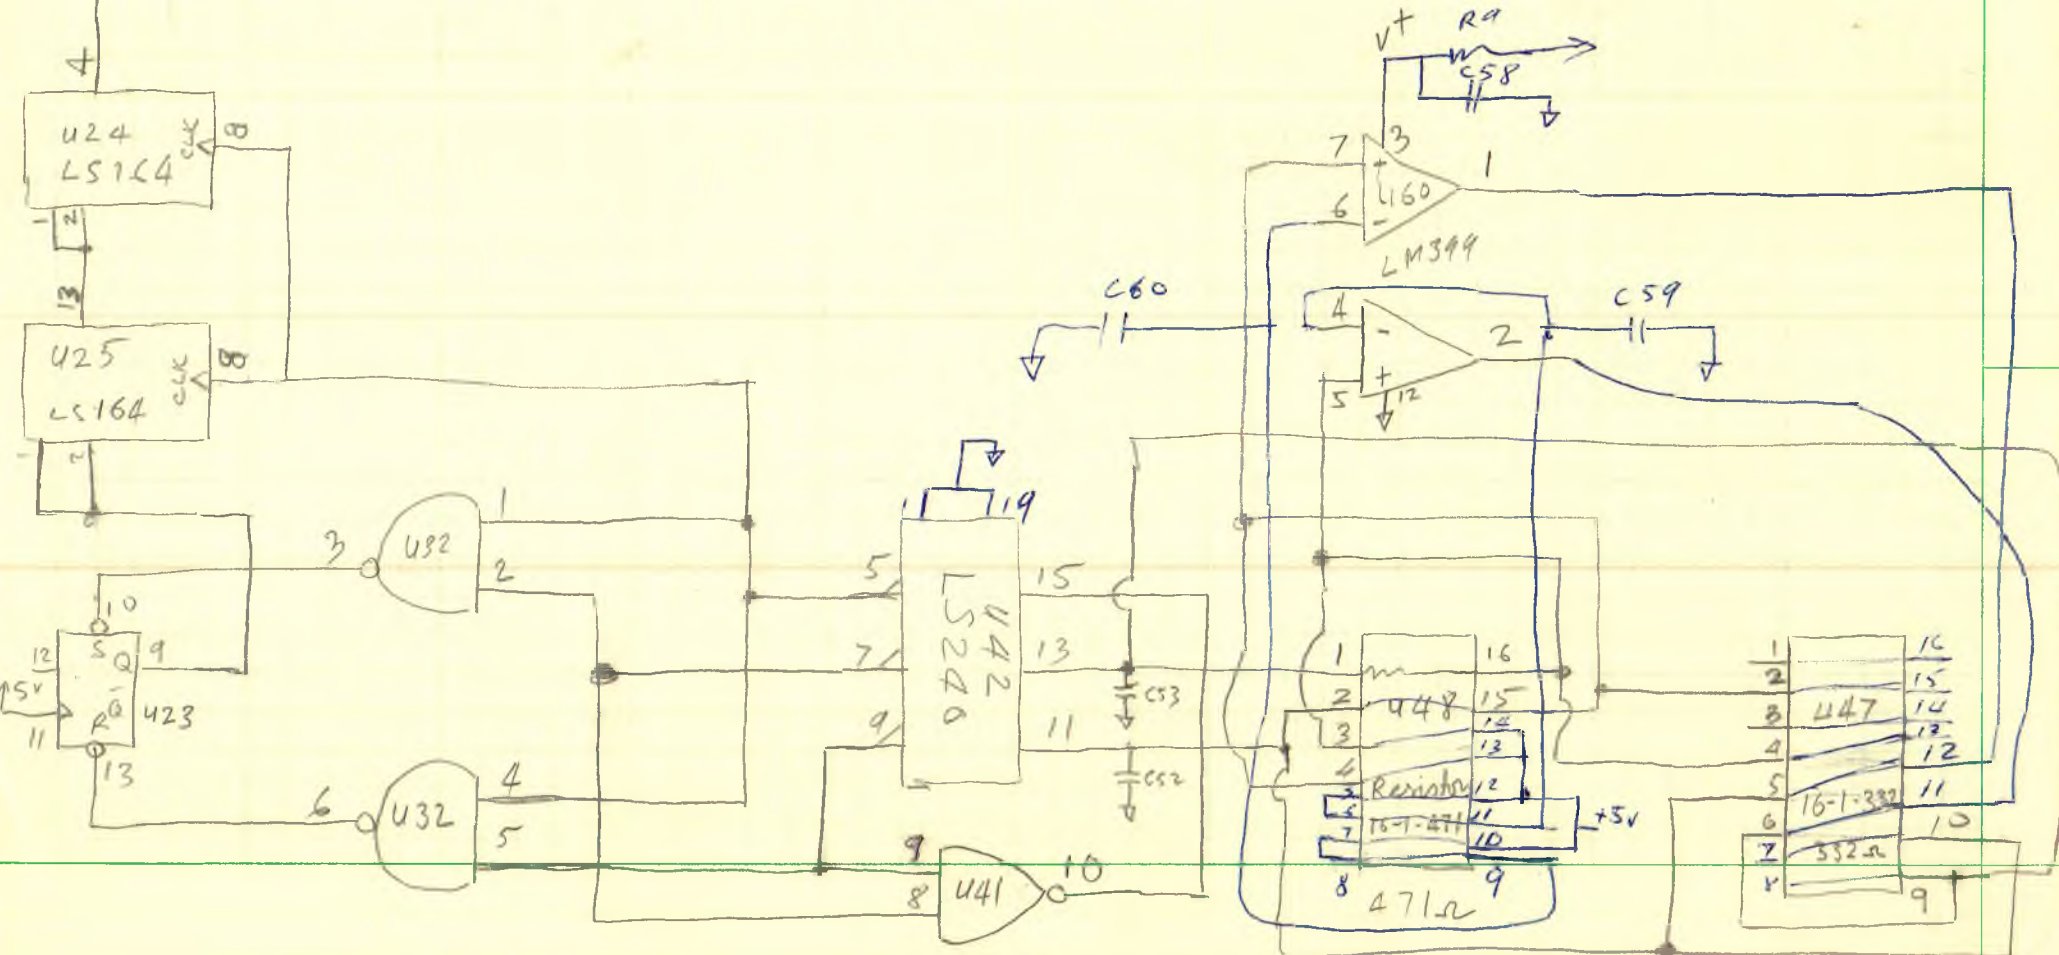 4
U24
LS164
CLK
8
1 2
13
U25
LS164
CLK
8
1 2
3 U32 1
2
10
12 S Q 9
+5v
R Q̄ U23
11
13
6 U32 4
5
9
8 U41 10
1 19
5 15
7 13
9 11
U42
LS240
C53
C52
V+ R9
C58
7 3
+ 1
U60
6 -
LM399
C60
4 -
2 C59
5 + 12
1 16
2 U48 15
3 14
4 13
5 Resistor 12
6 16-1-471 11
7 10
8 9
471Ω
+5v
1 16
2 15
3 U47 14
4 13
5 12
6 16-1-332 11
7 332Ω 10
8 9